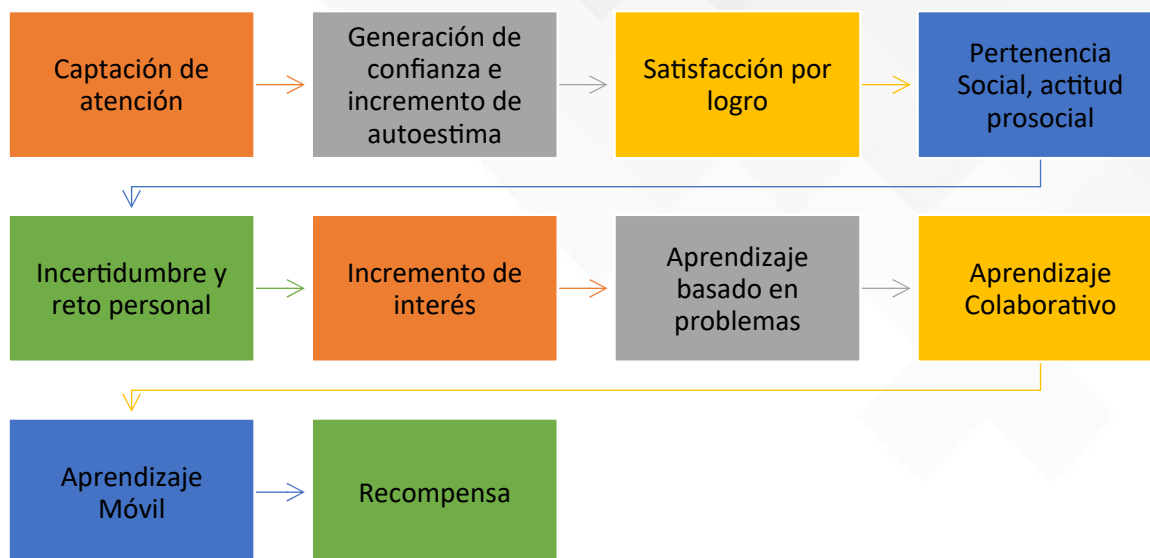 Captación de
atención
Generación de
confianza e
incremento de
autoestima
Satisfacción por
logro
Pertenencia
Social, actitud
prosocial
Incertidumbre y
reto personal
Incremento de
interés
Aprendizaje
basado en
problemas
Aprendizaje
Colaborativo
Aprendizaje
Móvil
Recompensa